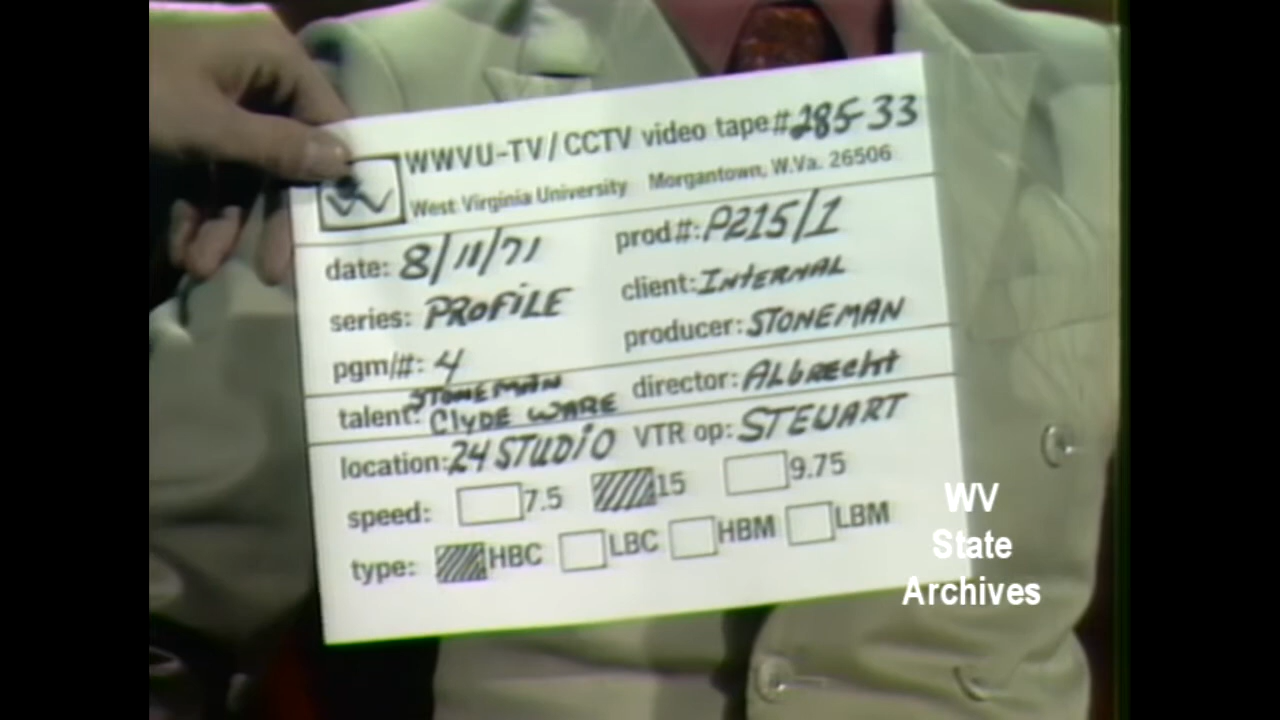 WWVU-TV/CCTV video tape #285-33
West Virginia University Morgantown, W.Va. 26506
date: 8/11/71 prod#: P215/1
series: PROFILE client: INTERNAL
pgm/#: 4 producer: STONEMAN
talent: STONEMAN CLYDE WARE director: ALBRECHT
location: 24 STUDIO VTR op: STEUART
speed: 7.5 15 9.75
type: HBC LBC HBM LBM
WV
State
Archives